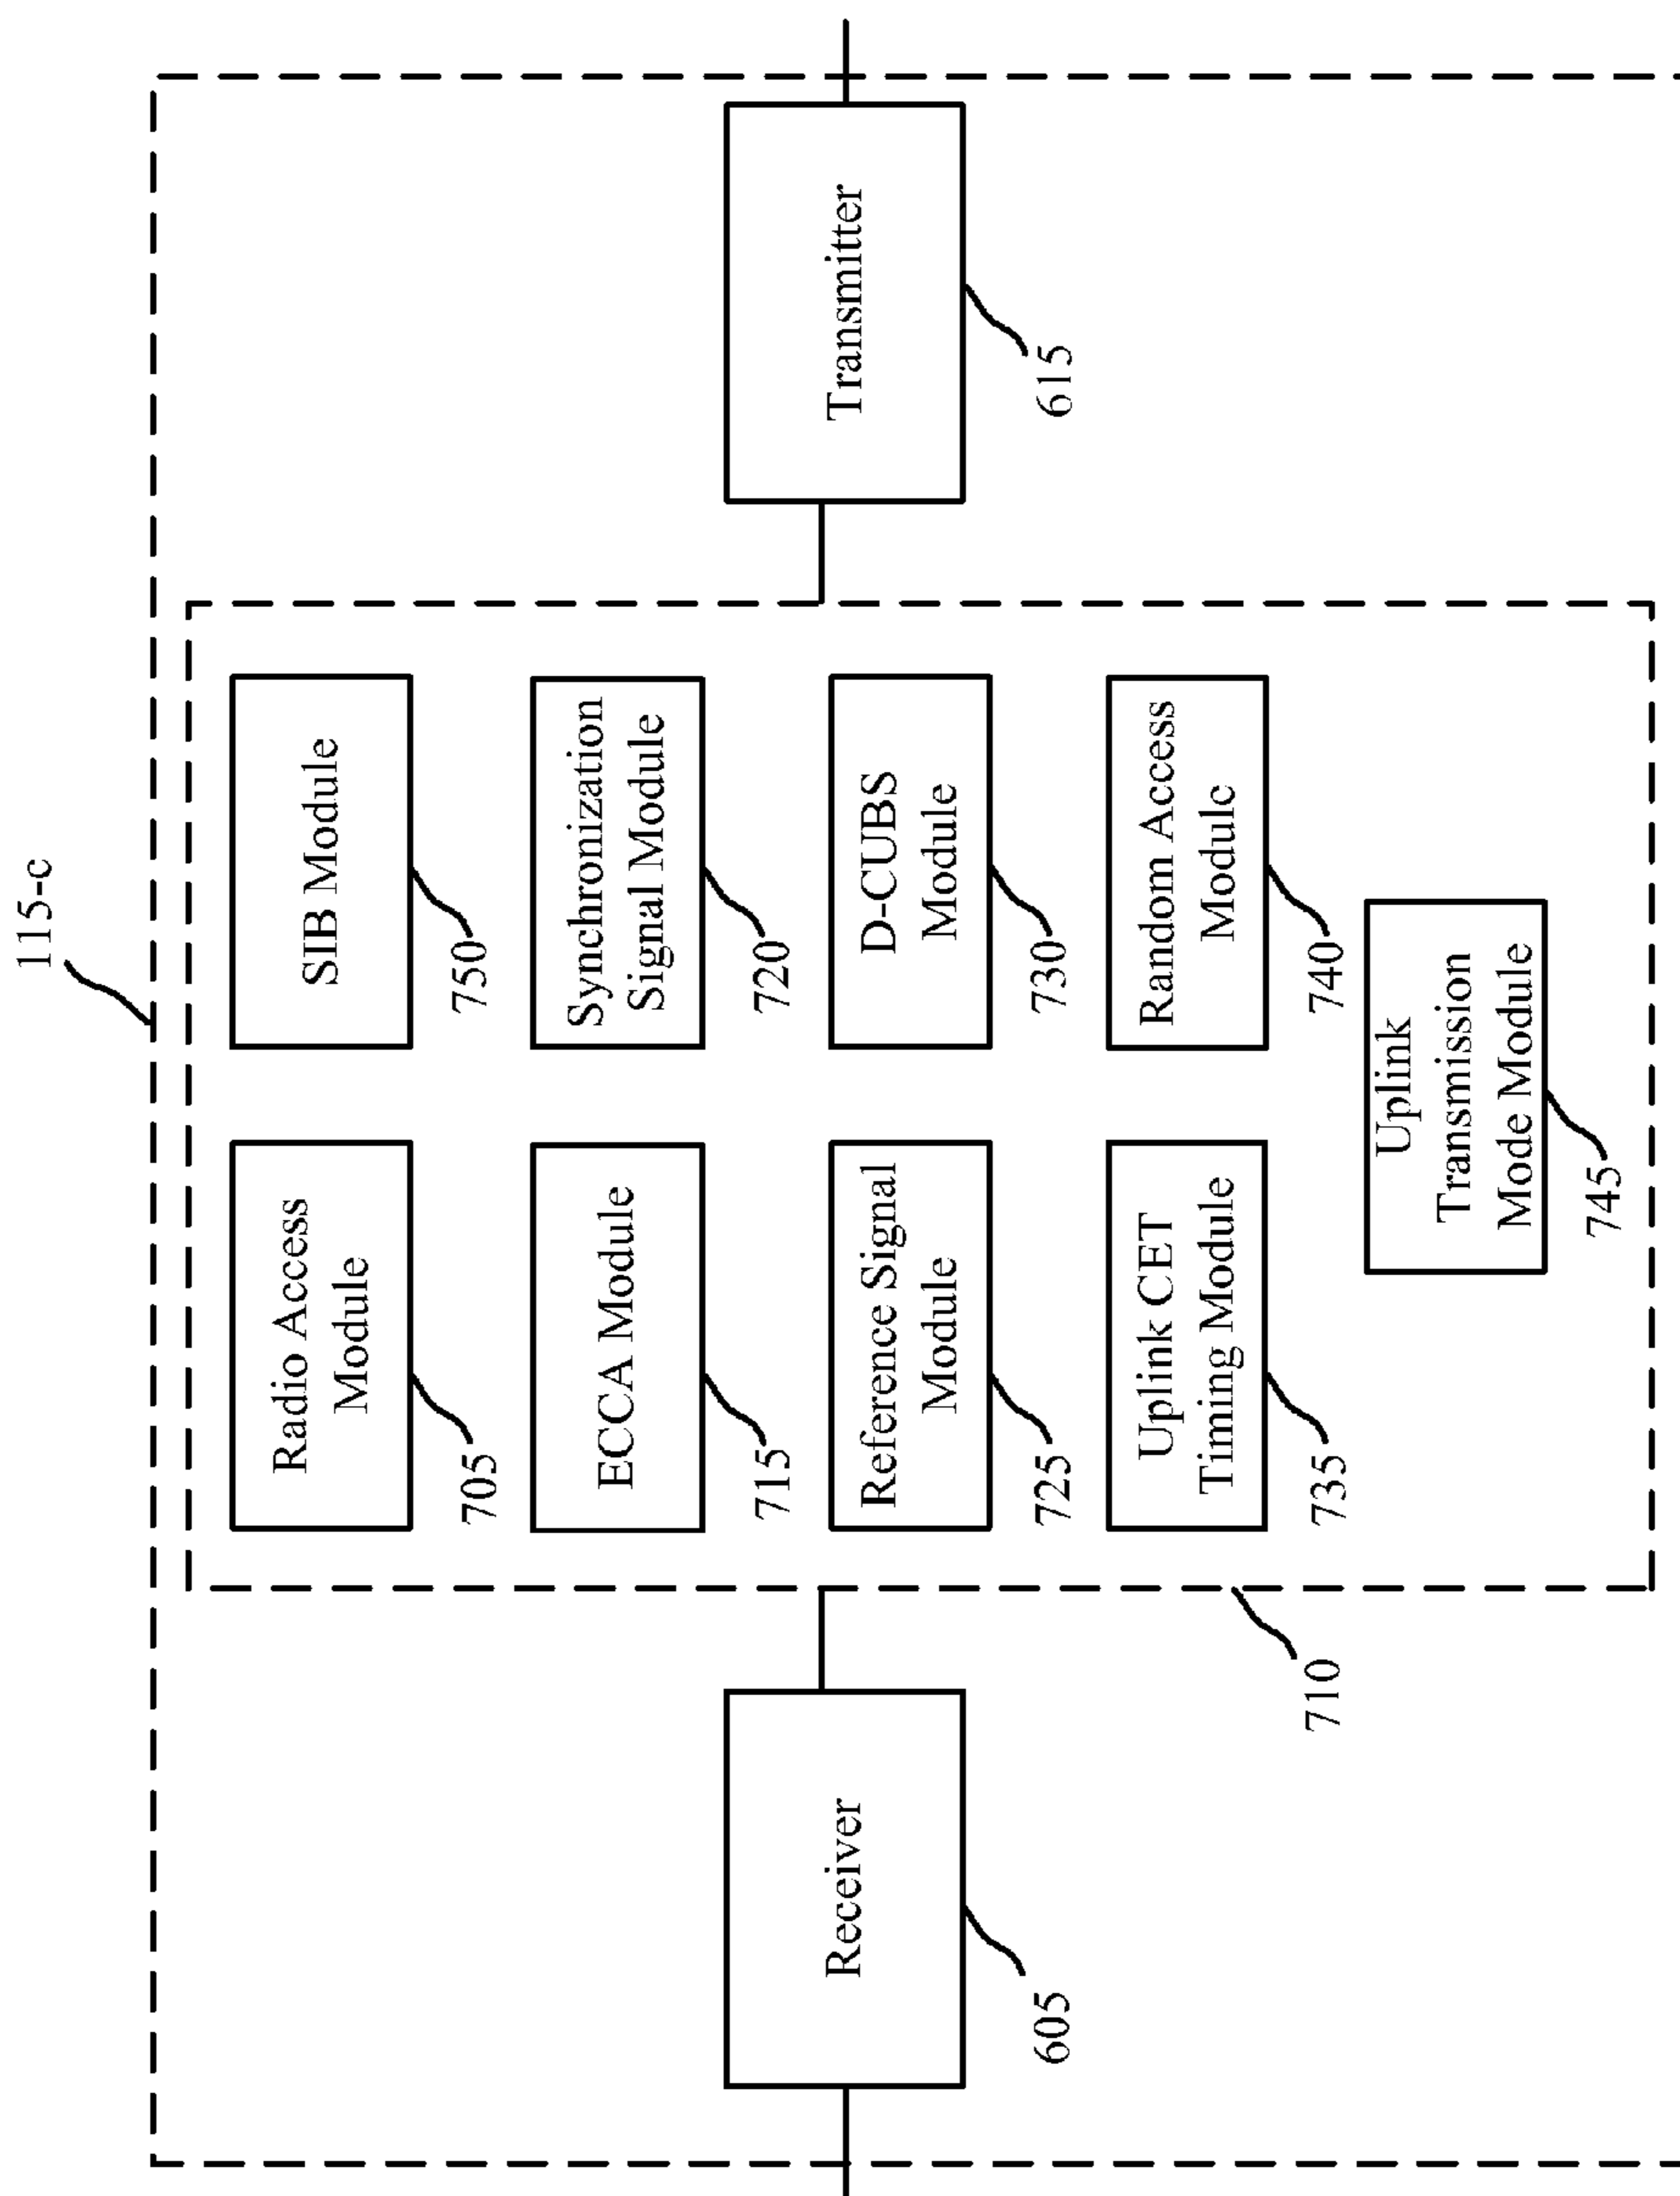 115-c
Receiver
605
710
Radio Access
Module
705
SIB Module
750
ECCA Module
715
Synchronization
Signal Module
720
Reference Signal
Module
725
D-CUBS
Module
730
Uplink CET
Timing Module
735
Random Access
Module
740
Uplink
Transmission
Mode Module
745
Transmitter
615